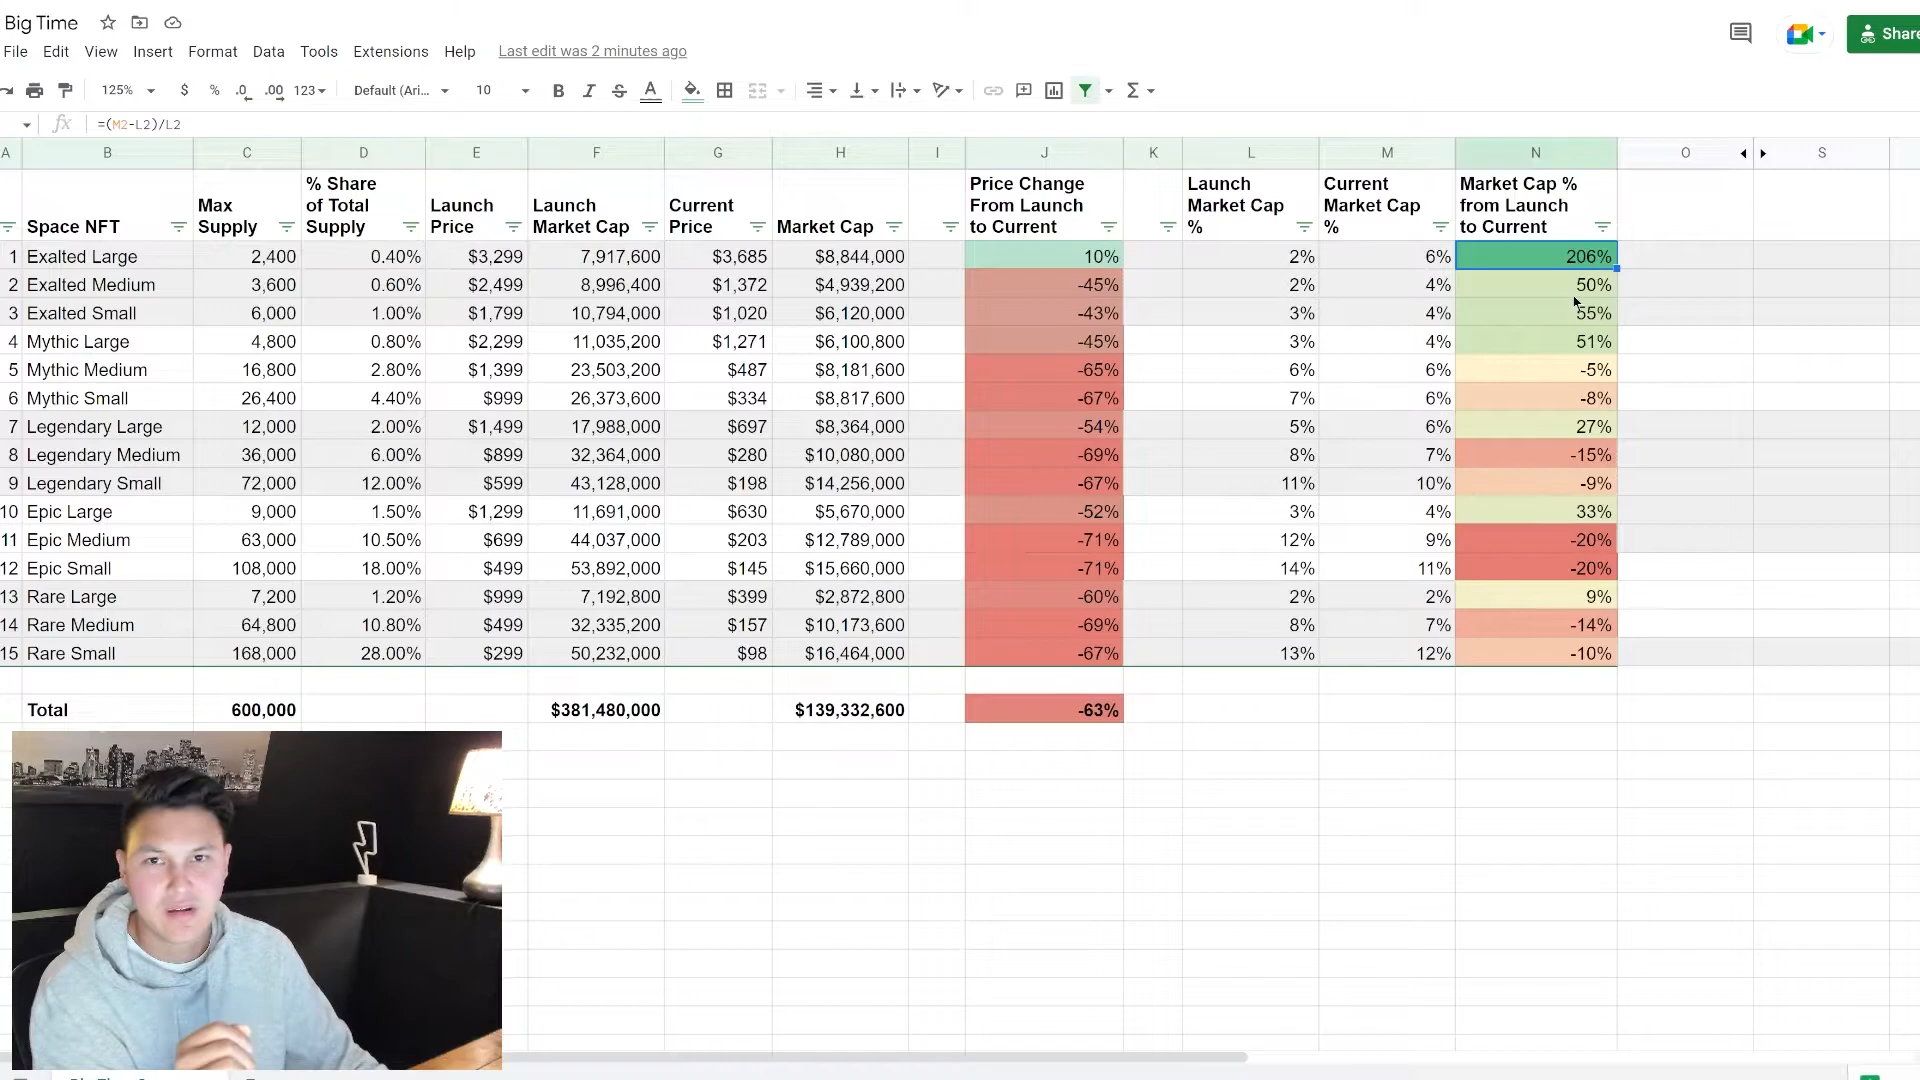 Big Time
File Edit View Insert Format Data Tools Extensions Help Last edit was 2 minutes ago
Share
125% $ % .0 .00 123 Default (Ari... 10 B I S A Σ
fx =(M2-L2)/L2
A B C D E F G H I J K L M N O S
Space NFT Max Supply % Share of Total Supply Launch Price Launch Market Cap Current Price Market Cap Price Change From Launch to Current Launch Market Cap % Current Market Cap % Market Cap % from Launch to Current
1 Exalted Large 2,400 0.40% $3,299 7,917,600 $3,685 $8,844,000 10% 2% 6% 206%
2 Exalted Medium 3,600 0.60% $2,499 8,996,400 $1,372 $4,939,200 -45% 2% 4% 50%
3 Exalted Small 6,000 1.00% $1,799 10,794,000 $1,020 $6,120,000 -43% 3% 4% 55%
4 Mythic Large 4,800 0.80% $2,299 11,035,200 $1,271 $6,100,800 -45% 3% 4% 51%
5 Mythic Medium 16,800 2.80% $1,399 23,503,200 $487 $8,181,600 -65% 6% 6% -5%
6 Mythic Small 26,400 4.40% $999 26,373,600 $334 $8,817,600 -67% 7% 6% -8%
7 Legendary Large 12,000 2.00% $1,499 17,988,000 $697 $8,364,000 -54% 5% 6% 27%
8 Legendary Medium 36,000 6.00% $899 32,364,000 $280 $10,080,000 -69% 8% 7% -15%
9 Legendary Small 72,000 12.00% $599 43,128,000 $198 $14,256,000 -67% 11% 10% -9%
10 Epic Large 9,000 1.50% $1,299 11,691,000 $630 $5,670,000 -52% 3% 4% 33%
11 Epic Medium 63,000 10.50% $699 44,037,000 $203 $12,789,000 -71% 12% 9% -20%
12 Epic Small 108,000 18.00% $499 53,892,000 $145 $15,660,000 -71% 14% 11% -20%
13 Rare Large 7,200 1.20% $999 7,192,800 $399 $2,872,800 -60% 2% 2% 9%
14 Rare Medium 64,800 10.80% $499 32,335,200 $157 $10,173,600 -69% 8% 7% -14%
15 Rare Small 168,000 28.00% $299 50,232,000 $98 $16,464,000 -67% 13% 12% -10%
Total 600,000 $381,480,000 $139,332,600 -63%